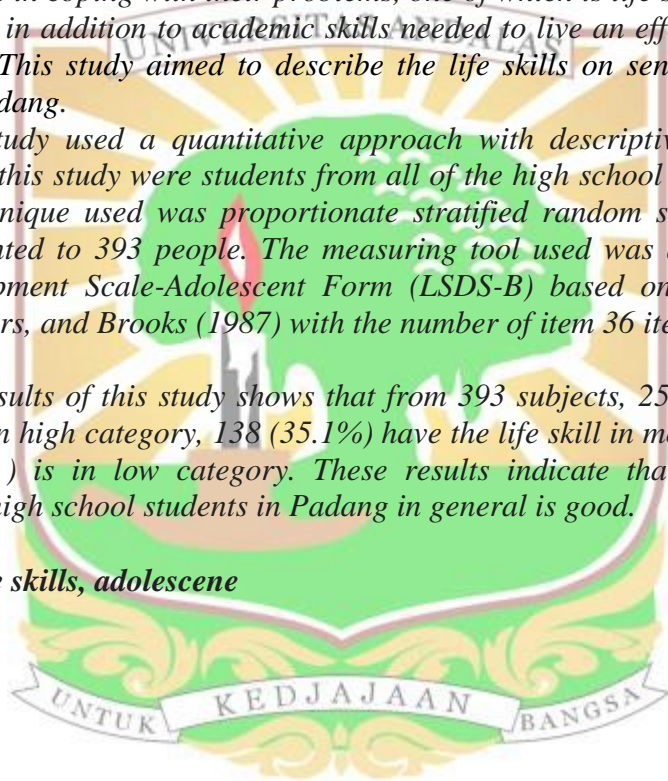 in coping with their problems, one of which is life s
in addition to academic skills needed to live an eff
UNIVERSITAS ANDALAS
This study aimed to describe the life skills on sen
dang.
tudy used a quantitative approach with descriptiv
this study were students from all of the high school
nique used was proportionate stratified random s
nted to 393 people. The measuring tool used was
pment Scale-Adolescent Form (LSDS-B) based on
rs, and Brooks (1987) with the number of item 36 ite
sults of this study shows that from 393 subjects, 25
n high category, 138 (35.1%) have the life skill in m
) is in low category. These results indicate tha
high school students in Padang in general is good.
e skills, adolescene
UNTUK KEDJAJAAN BANGSA